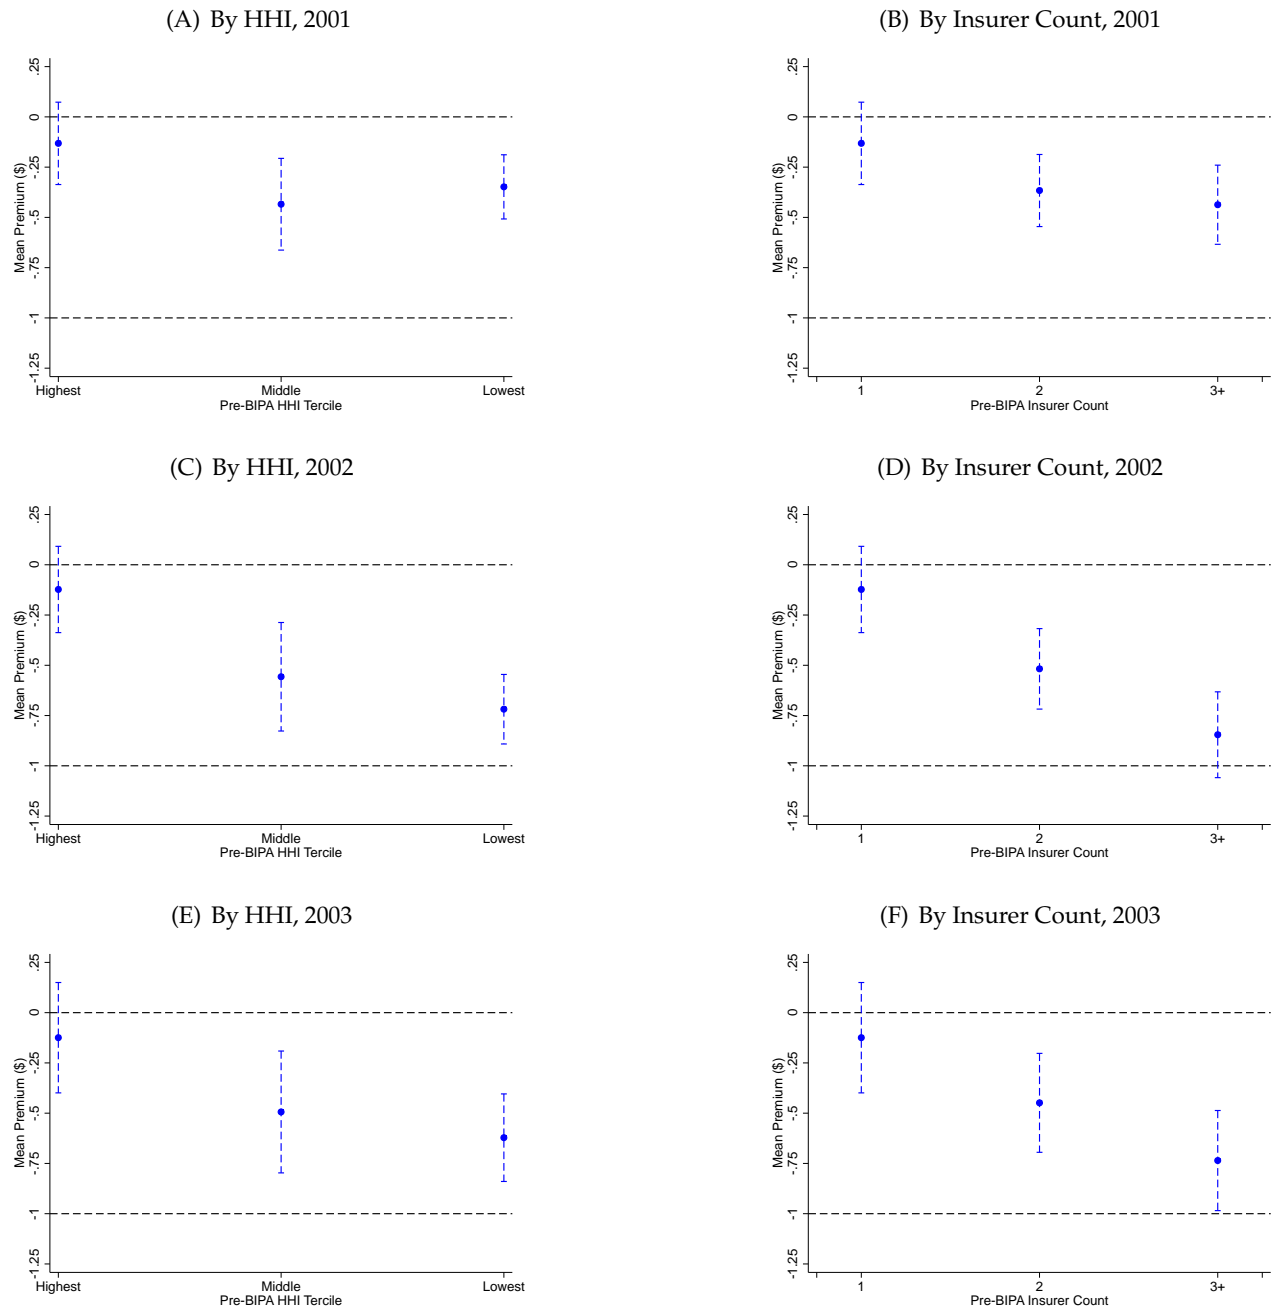 (A) By HHI, 2001
.25
0
-.25
-.5
-.75
-1
-1.25
Mean Premium ($)
Highest Middle Lowest
Pre-BIPA HHI Tercile
(B) By Insurer Count, 2001
.25
0
-.25
-.5
-.75
-1
-1.25
Mean Premium ($)
1 2 3+
Pre-BIPA Insurer Count
(C) By HHI, 2002
.25
0
-.25
-.5
-.75
-1
-1.25
Mean Premium ($)
Highest Middle Lowest
Pre-BIPA HHI Tercile
(D) By Insurer Count, 2002
.25
0
-.25
-.5
-.75
-1
-1.25
Mean Premium ($)
1 2 3+
Pre-BIPA Insurer Count
(E) By HHI, 2003
.25
0
-.25
-.5
-.75
-1
-1.25
Mean Premium ($)
Highest Middle Lowest
Pre-BIPA HHI Tercile
(F) By Insurer Count, 2003
.25
0
-.25
-.5
-.75
-1
-1.25
Mean Premium ($)
1 2 3+
Pre-BIPA Insurer Count